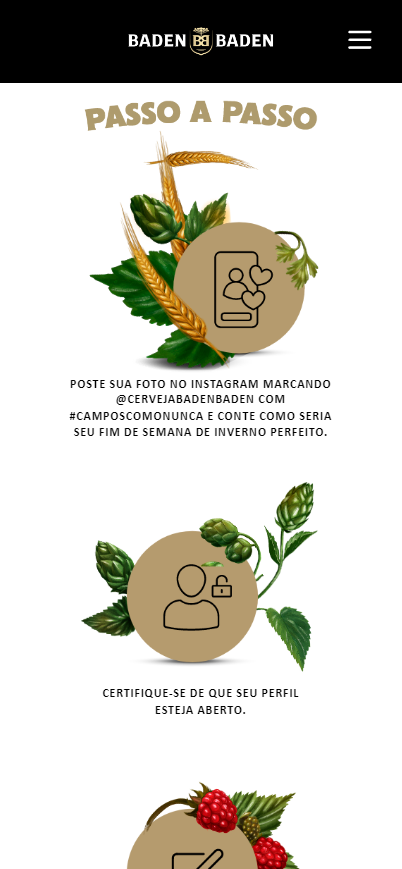 BADEN BADEN
PASSO A PASSO
POSTE SUA FOTO NO INSTAGRAM MARCANDO
@CERVEJABADENBADEN COM
#CAMPOSCOMONUNCA E CONTE COMO SERIA
SEU FIM DE SEMANA DE INVERNO PERFEITO.
CERTIFIQUE-SE DE QUE SEU PERFIL
ESTEJA ABERTO.